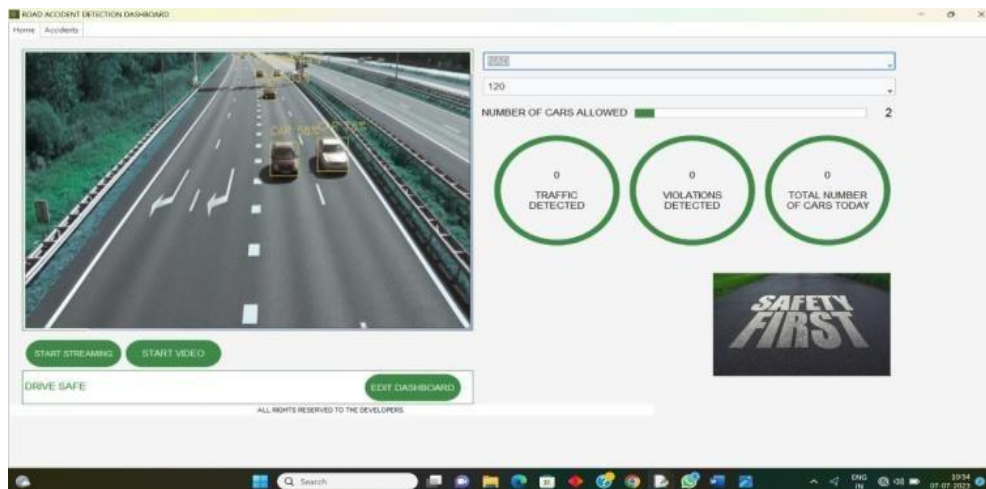 ROAD ACCIDENT DETECTION DASHBOARD
Home Accidents
120
NUMBER OF CARS ALLOWED 2
CAR 58%
0
TRAFFIC
DETECTED
0
VIOLATIONS
DETECTED
0
TOTAL NUMBER
OF CARS TODAY
SAFETY
FIRST
START STREAMING START VIDEO
DRIVE SAFE EDIT DASHBOARD
ALL RIGHTS RESERVED TO THE DEVELOPERS.
Search
ENG
IN
10:34
07-07-2023